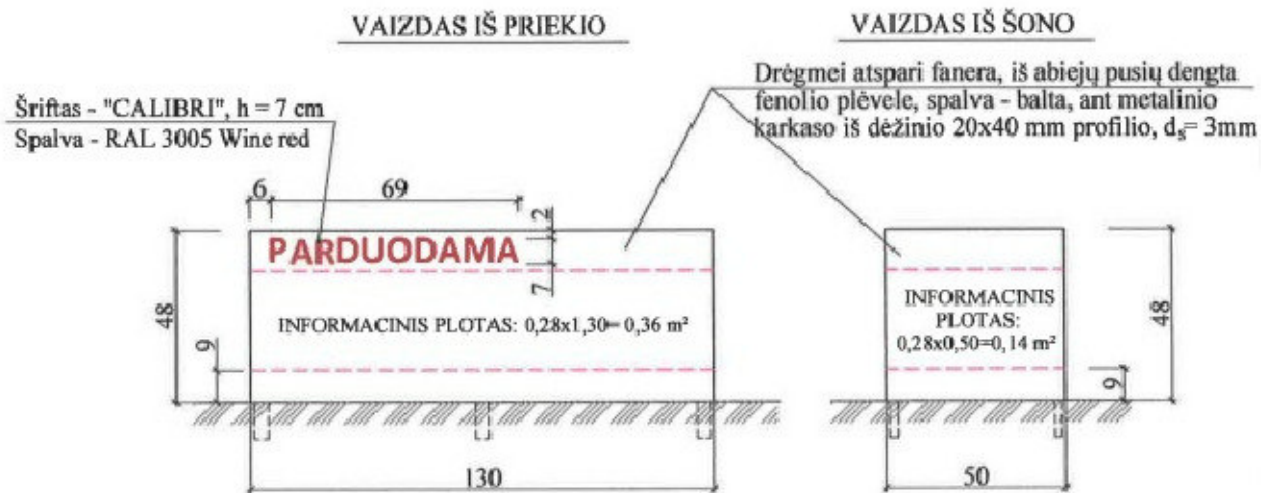 VAIZDAS IŠ PRIEKIO
VAIZDAS IŠ ŠONO
Šriftas - "CALIBRI", h = 7 cm
Spalva - RAL 3005 Wine red
Drėgmei atspari fanera, iš abiejų pusių dengta
fenolio plėvele, spalva - balta, ant metalinio
karkaso iš dėžinio 20x40 mm profilio, ds= 3mm
6
69
2
PARDUODAMA
7
48
9
INFORMACINIS PLOTAS: 0,28x1,30= 0,36 m²
130
INFORMACINIS
PLOTAS:
0,28x0,50=0,14 m²
48
9
50